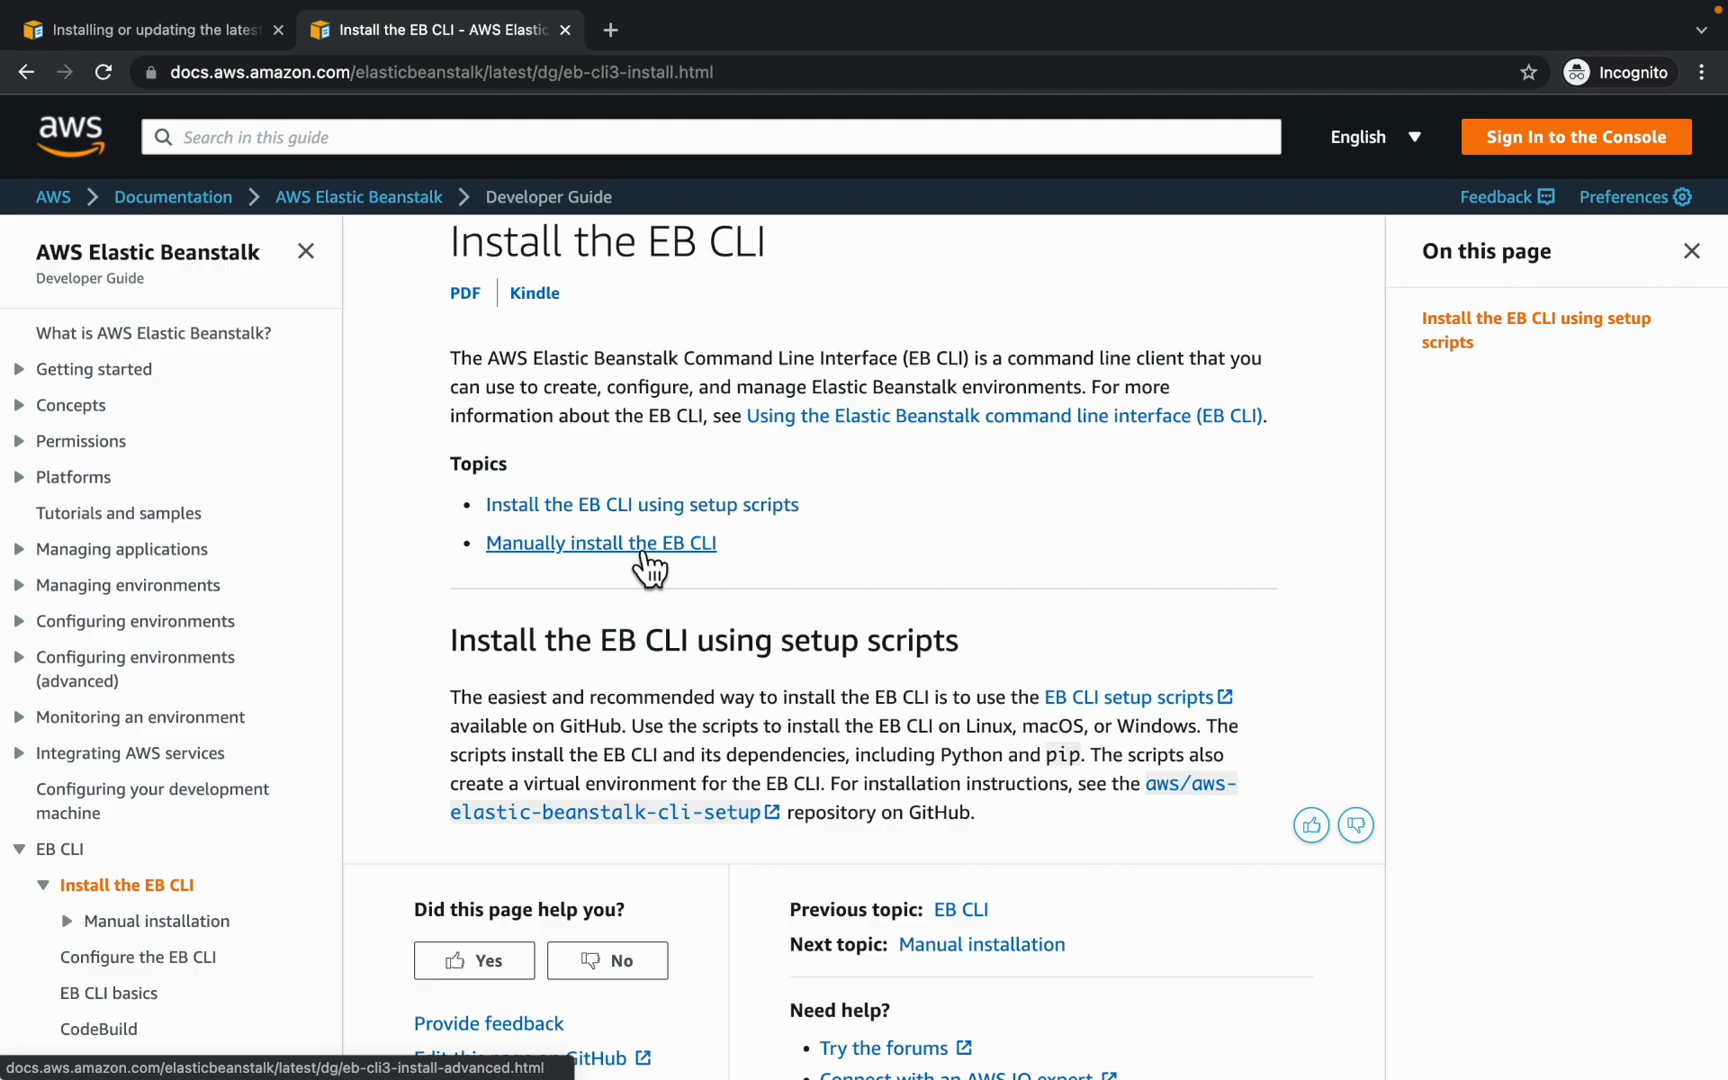 Installing or updating the lates
Install the EB CLI - AWS Elastic
docs.aws.amazon.com/elasticbeanstalk/latest/dg/eb-cli3-install.html
Incognito
aws
Search in this guide
English
Sign In to the Console
AWS
Documentation
AWS Elastic Beanstalk
Developer Guide
Feedback
Preferences
AWS Elastic Beanstalk
Developer Guide
What is AWS Elastic Beanstalk?
Getting started
Concepts
Permissions
Platforms
Tutorials and samples
Managing applications
Managing environments
Configuring environments
Configuring environments
(advanced)
Monitoring an environment
Integrating AWS services
Configuring your development
machine
EB CLI
Install the EB CLI
Manual installation
Configure the EB CLI
EB CLI basics
CodeBuild
docs.aws.amazon.com/elasticbeanstalk/latest/dg/eb-cli3-install-advanced.html
Install the EB CLI
PDF
Kindle
The AWS Elastic Beanstalk Command Line Interface (EB CLI) is a command line client that you
can use to create, configure, and manage Elastic Beanstalk environments. For more
information about the EB CLI, see Using the Elastic Beanstalk command line interface (EB CLI).
Topics
• Install the EB CLI using setup scripts
• Manually install the EB CLI
Install the EB CLI using setup scripts
The easiest and recommended way to install the EB CLI is to use the EB CLI setup scripts
available on GitHub. Use the scripts to install the EB CLI on Linux, macOS, or Windows. The
scripts install the EB CLI and its dependencies, including Python and pip. The scripts also
create a virtual environment for the EB CLI. For installation instructions, see the aws/aws-
elastic-beanstalk-cli-setup repository on GitHub.
Did this page help you?
Yes
No
Provide feedback
Edit this page on GitHub
Previous topic: EB CLI
Next topic: Manual installation
Need help?
• Try the forums
• Connect with an AWS IQ expert
On this page
Install the EB CLI using setup
scripts